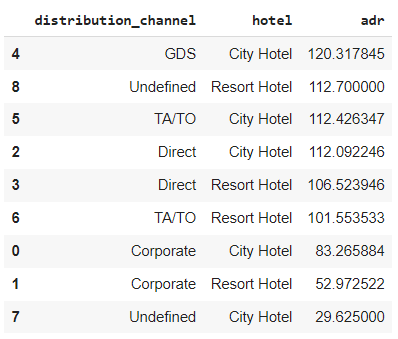 distribution_channel hotel adr
4 GDS City Hotel 120.317845
8 Undefined Resort Hotel 112.700000
5 TA/TO City Hotel 112.426347
2 Direct City Hotel 112.092246
3 Direct Resort Hotel 106.523946
6 TA/TO Resort Hotel 101.553533
0 Corporate City Hotel 83.265884
1 Corporate Resort Hotel 52.972522
7 Undefined City Hotel 29.625000